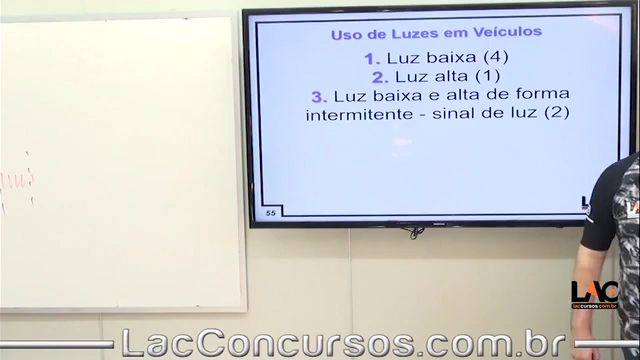 Uso de Luzes em Veículos
1. Luz baixa (4)
2. Luz alta (1)
3. Luz baixa e alta de forma
intermitente - sinal de luz (2)
55
LAC
laccursos.com.br
LacConcursos.com.br